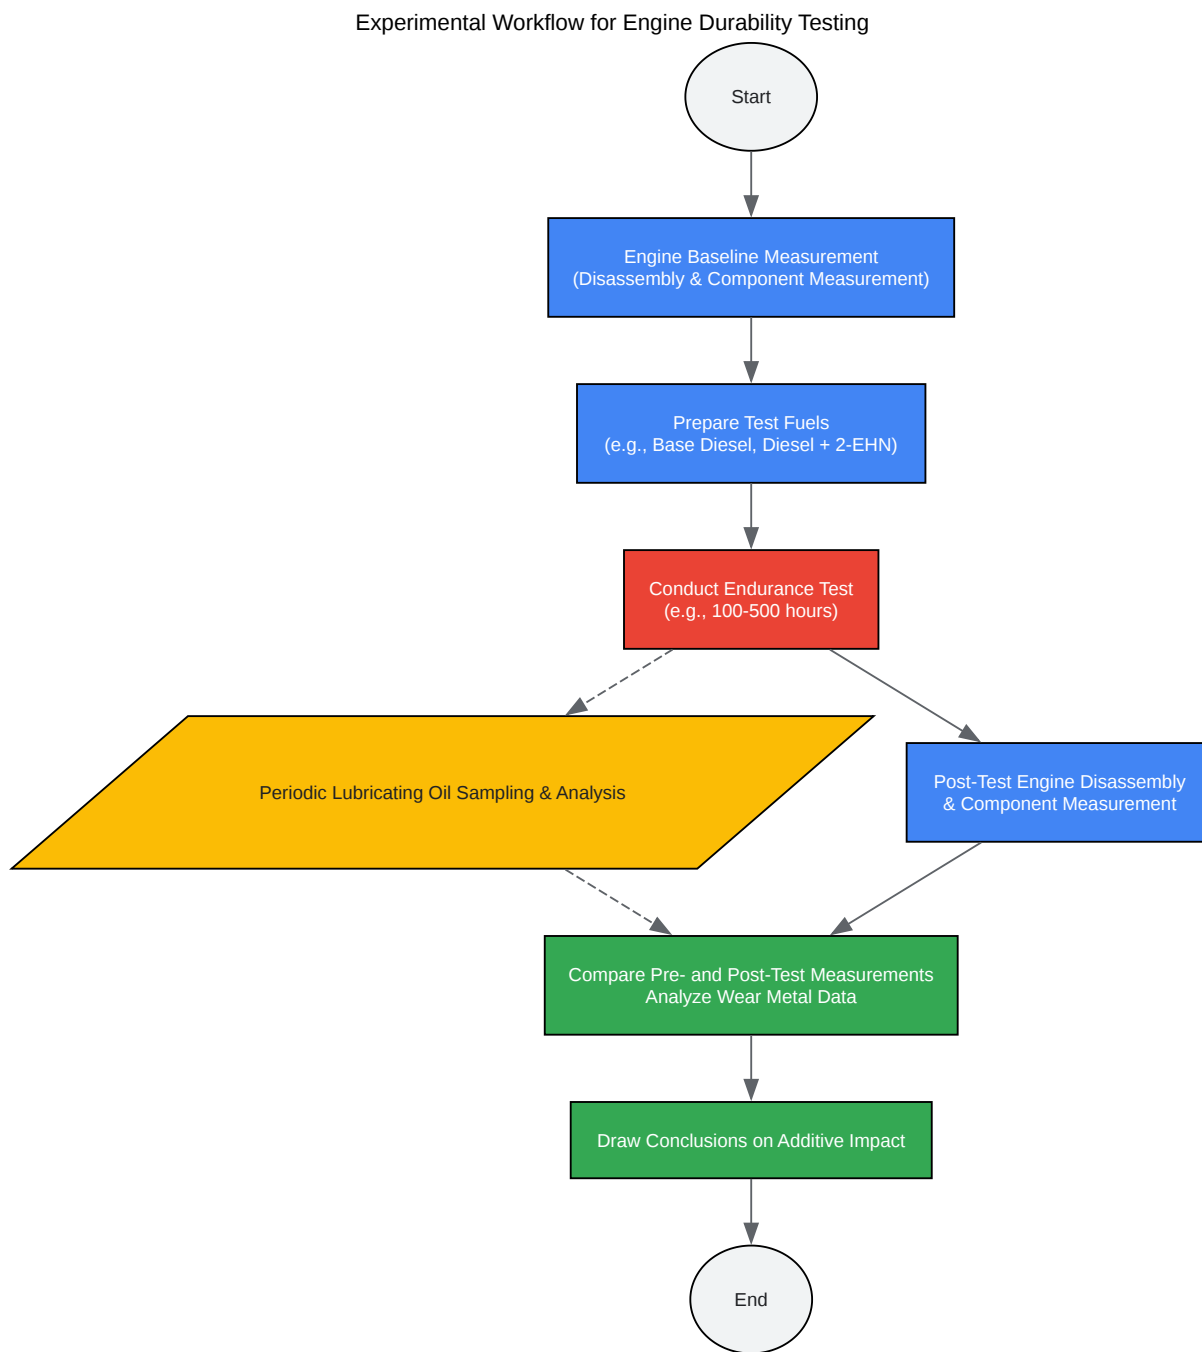 Experimental Workflow for Engine Durability Testing
Start
Engine Baseline Measurement
(Disassembly & Component Measurement)
Prepare Test Fuels
(e.g., Base Diesel, Diesel + 2-EHN)
Conduct Endurance Test
(e.g., 100-500 hours)
Periodic Lubricating Oil Sampling & Analysis
Post-Test Engine Disassembly
& Component Measurement
Compare Pre- and Post-Test Measurements
Analyze Wear Metal Data
Draw Conclusions on Additive Impact
End